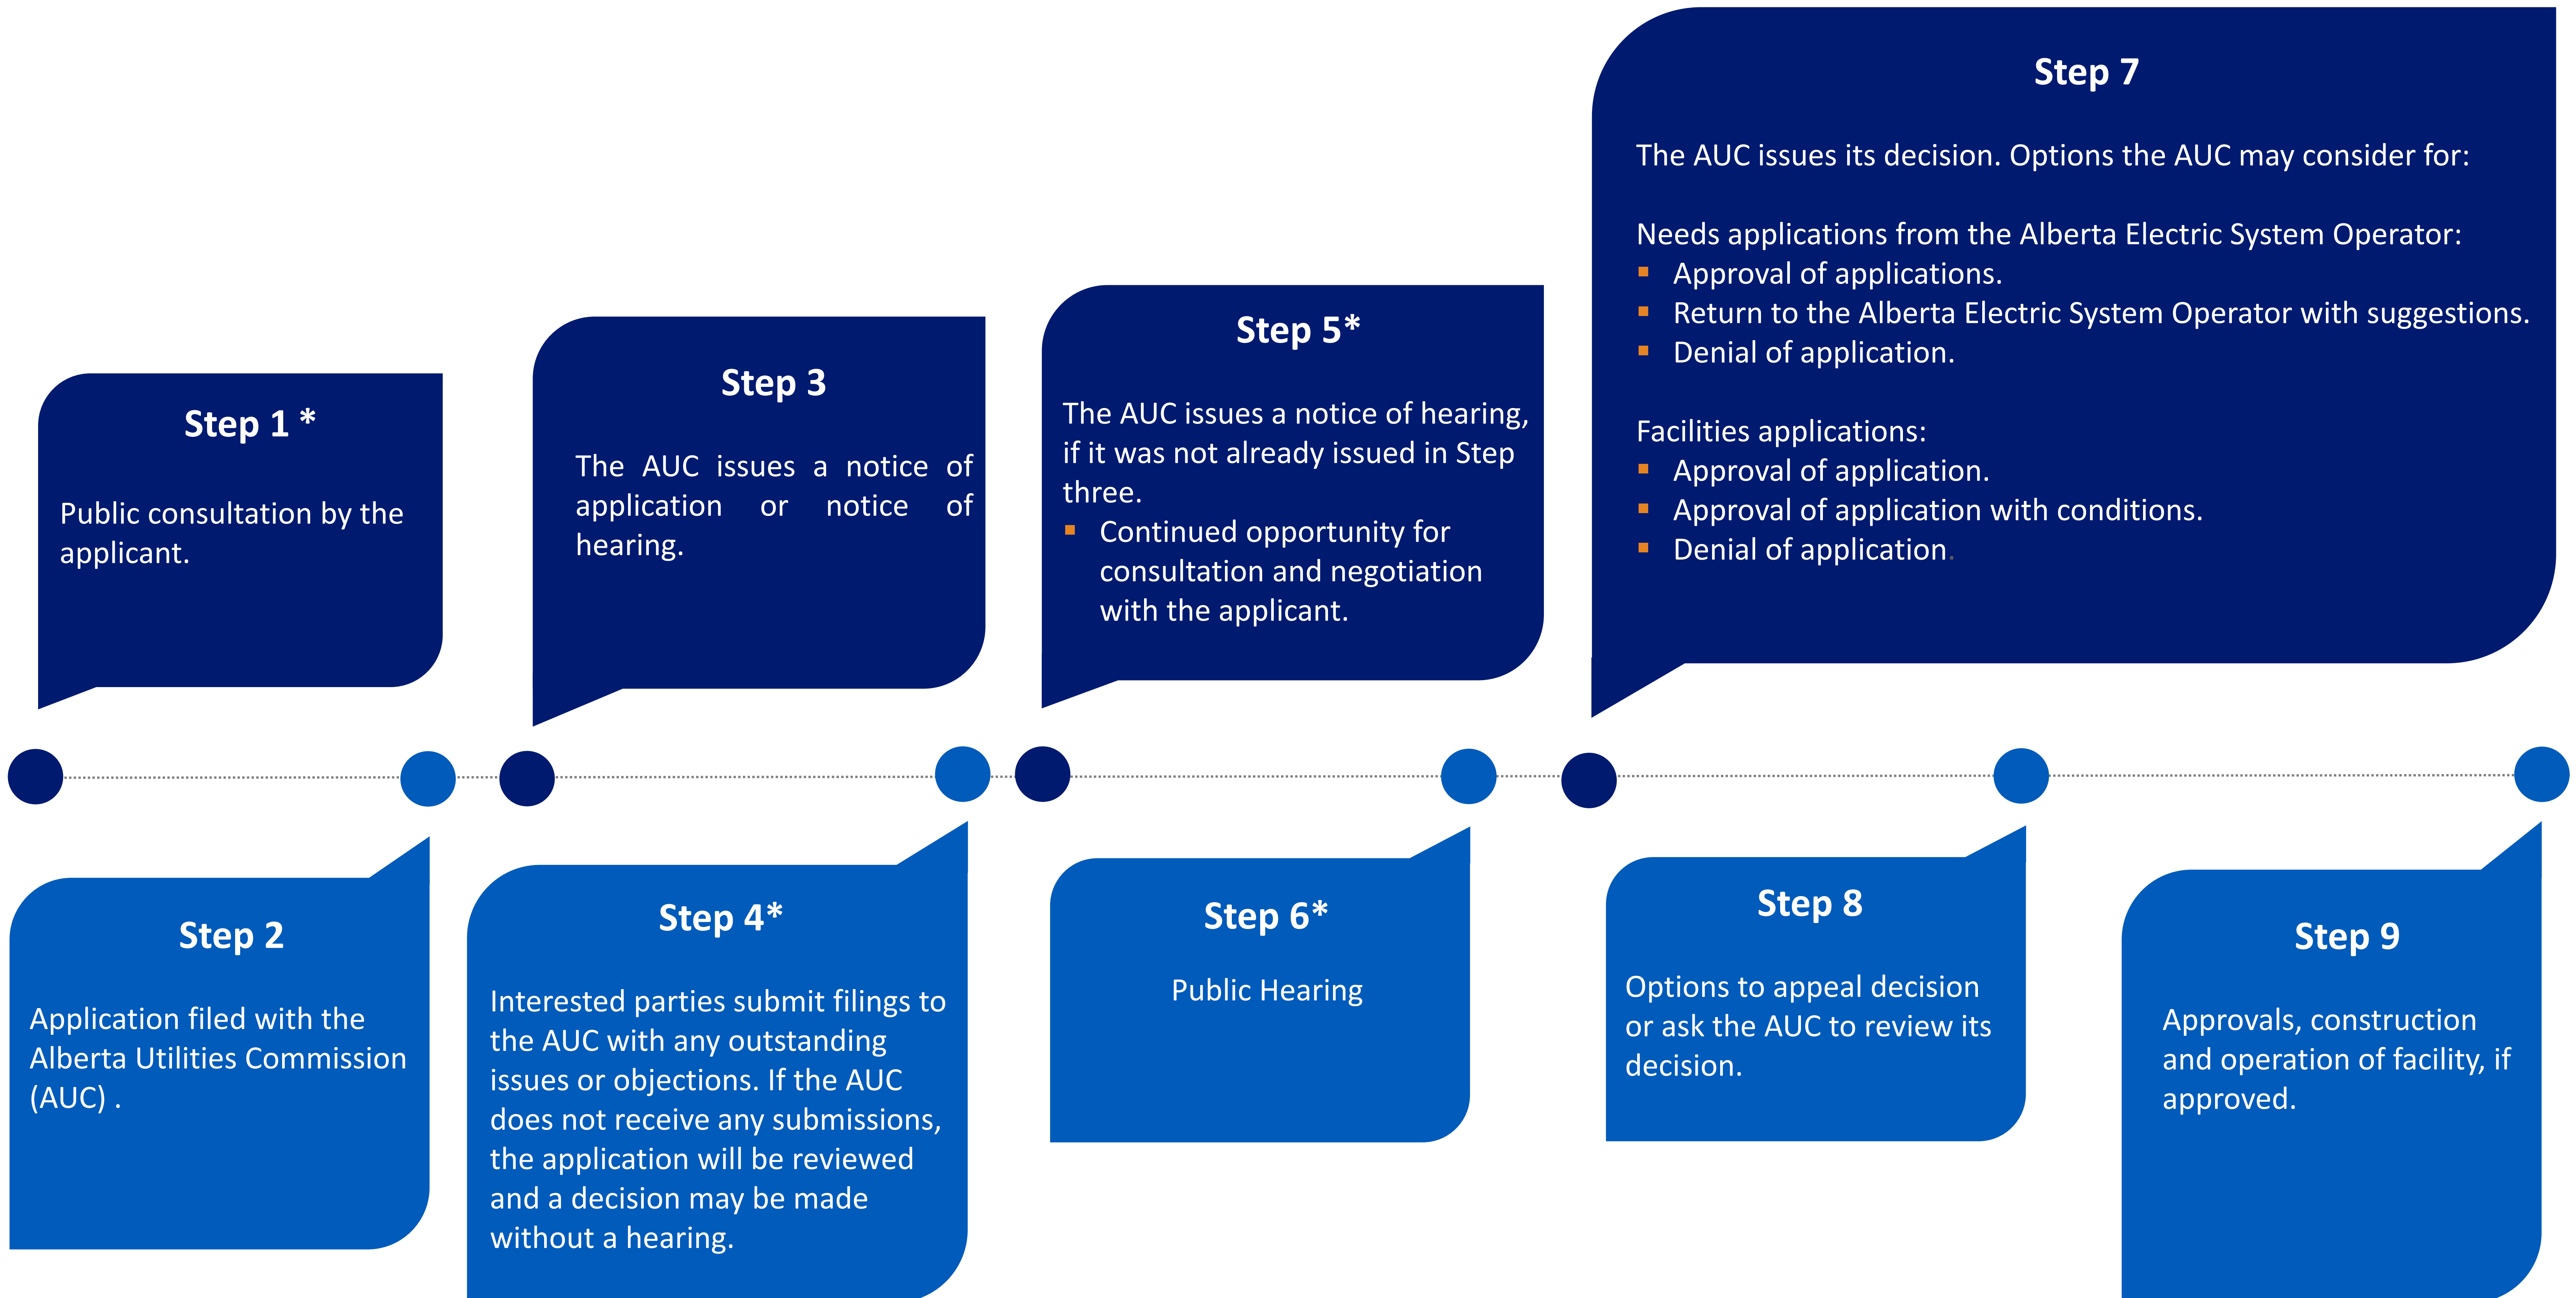 Step 1 *
Public consultation by the
applicant.
Step 2
Application filed with the
Alberta Utilities Commission
(AUC) .
Step 3
The AUC issues a notice of
application or notice of
hearing.
Step 4*
Interested parties submit filings to
the AUC with any outstanding
issues or objections. If the AUC
does not receive any submissions,
the application will be reviewed
and a decision may be made
without a hearing.
Step 5*
The AUC issues a notice of hearing,
if it was not already issued in Step
three.
▪ Continued opportunity for
consultation and negotiation
with the applicant.
Step 6*
Public Hearing
Step 7
The AUC issues its decision. Options the AUC may consider for:
Needs applications from the Alberta Electric System Operator:
▪ Approval of applications.
▪ Return to the Alberta Electric System Operator with suggestions.
▪ Denial of application.
Facilities applications:
▪ Approval of application.
▪ Approval of application with conditions.
▪ Denial of application.
Step 8
Options to appeal decision
or ask the AUC to review its
decision.
Step 9
Approvals, construction
and operation of facility, if
approved.